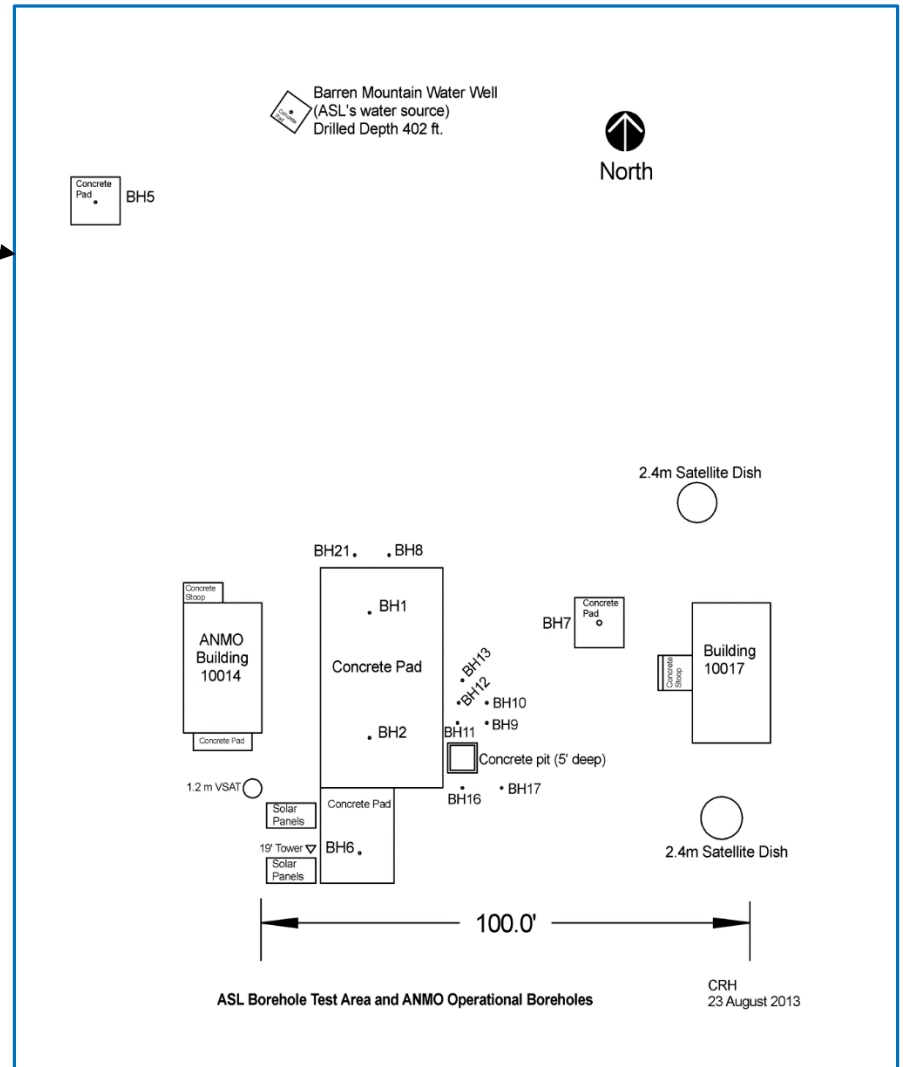 Barren Mountain Water Well
(ASL's water source)
Drilled Depth 402 ft.
Concrete
Pad
North
Concrete
Pad
BH5
2.4m Satellite Dish
BH21
BH8
Concrete
Stoop
BH1
Concrete
Pad
BH7
ANMO
Building
10014
Concrete Pad
Building
10017
Concrete
Stoop
BH13
BH12
BH10
BH9
BH11
BH2
Concrete Pad
Concrete pit (5' deep)
1.2 m VSAT
BH16
BH17
Solar
Panels
Concrete Pad
19' Tower
BH6
Solar
Panels
2.4m Satellite Dish
100.0'
ASL Borehole Test Area and ANMO Operational Boreholes
CRH
23 August 2013